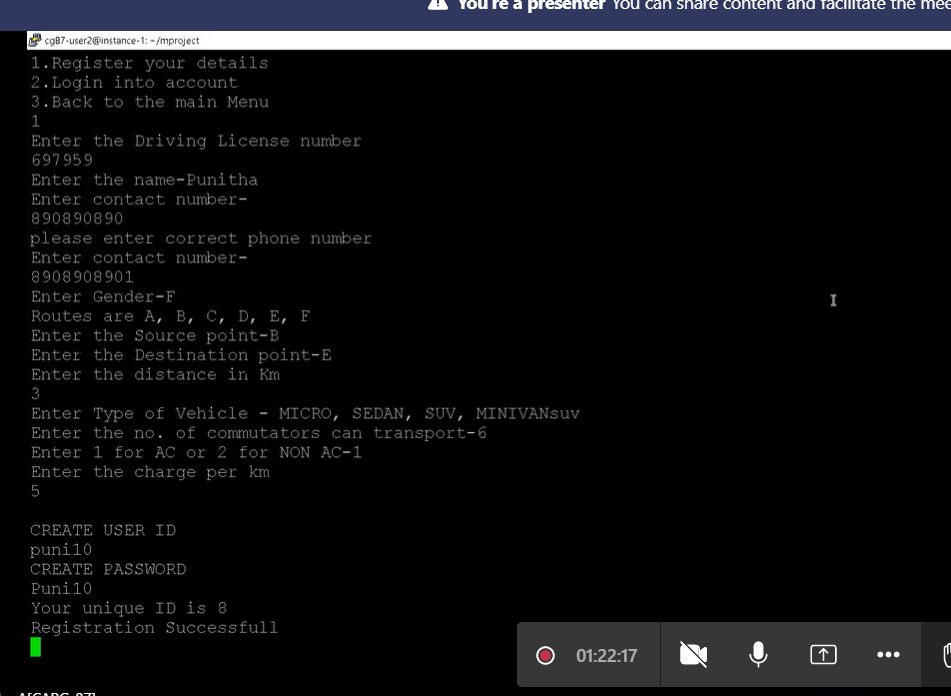 You're a presenter You can share content and facilitate the mee
cg87-user2@instance-1: ~/mproject
1.Register your details
2.Login into account
3.Back to the main Menu
1
Enter the Driving License number
697959
Enter the name-Punitha
Enter contact number-
890890890
please enter correct phone number
Enter contact number-
8908908901
Enter Gender-F
Routes are A, B, C, D, E, F
Enter the Source point-B
Enter the Destination point-E
Enter the distance in Km
3
Enter Type of Vehicle - MICRO, SEDAN, SUV, MINIVANsuv
Enter the no. of commutators can transport-6
Enter 1 for AC or 2 for NON AC-1
Enter the charge per km
5
CREATE USER ID
puni10
CREATE PASSWORD
Puni10
Your unique ID is 8
Registration Successfull
01:22:17